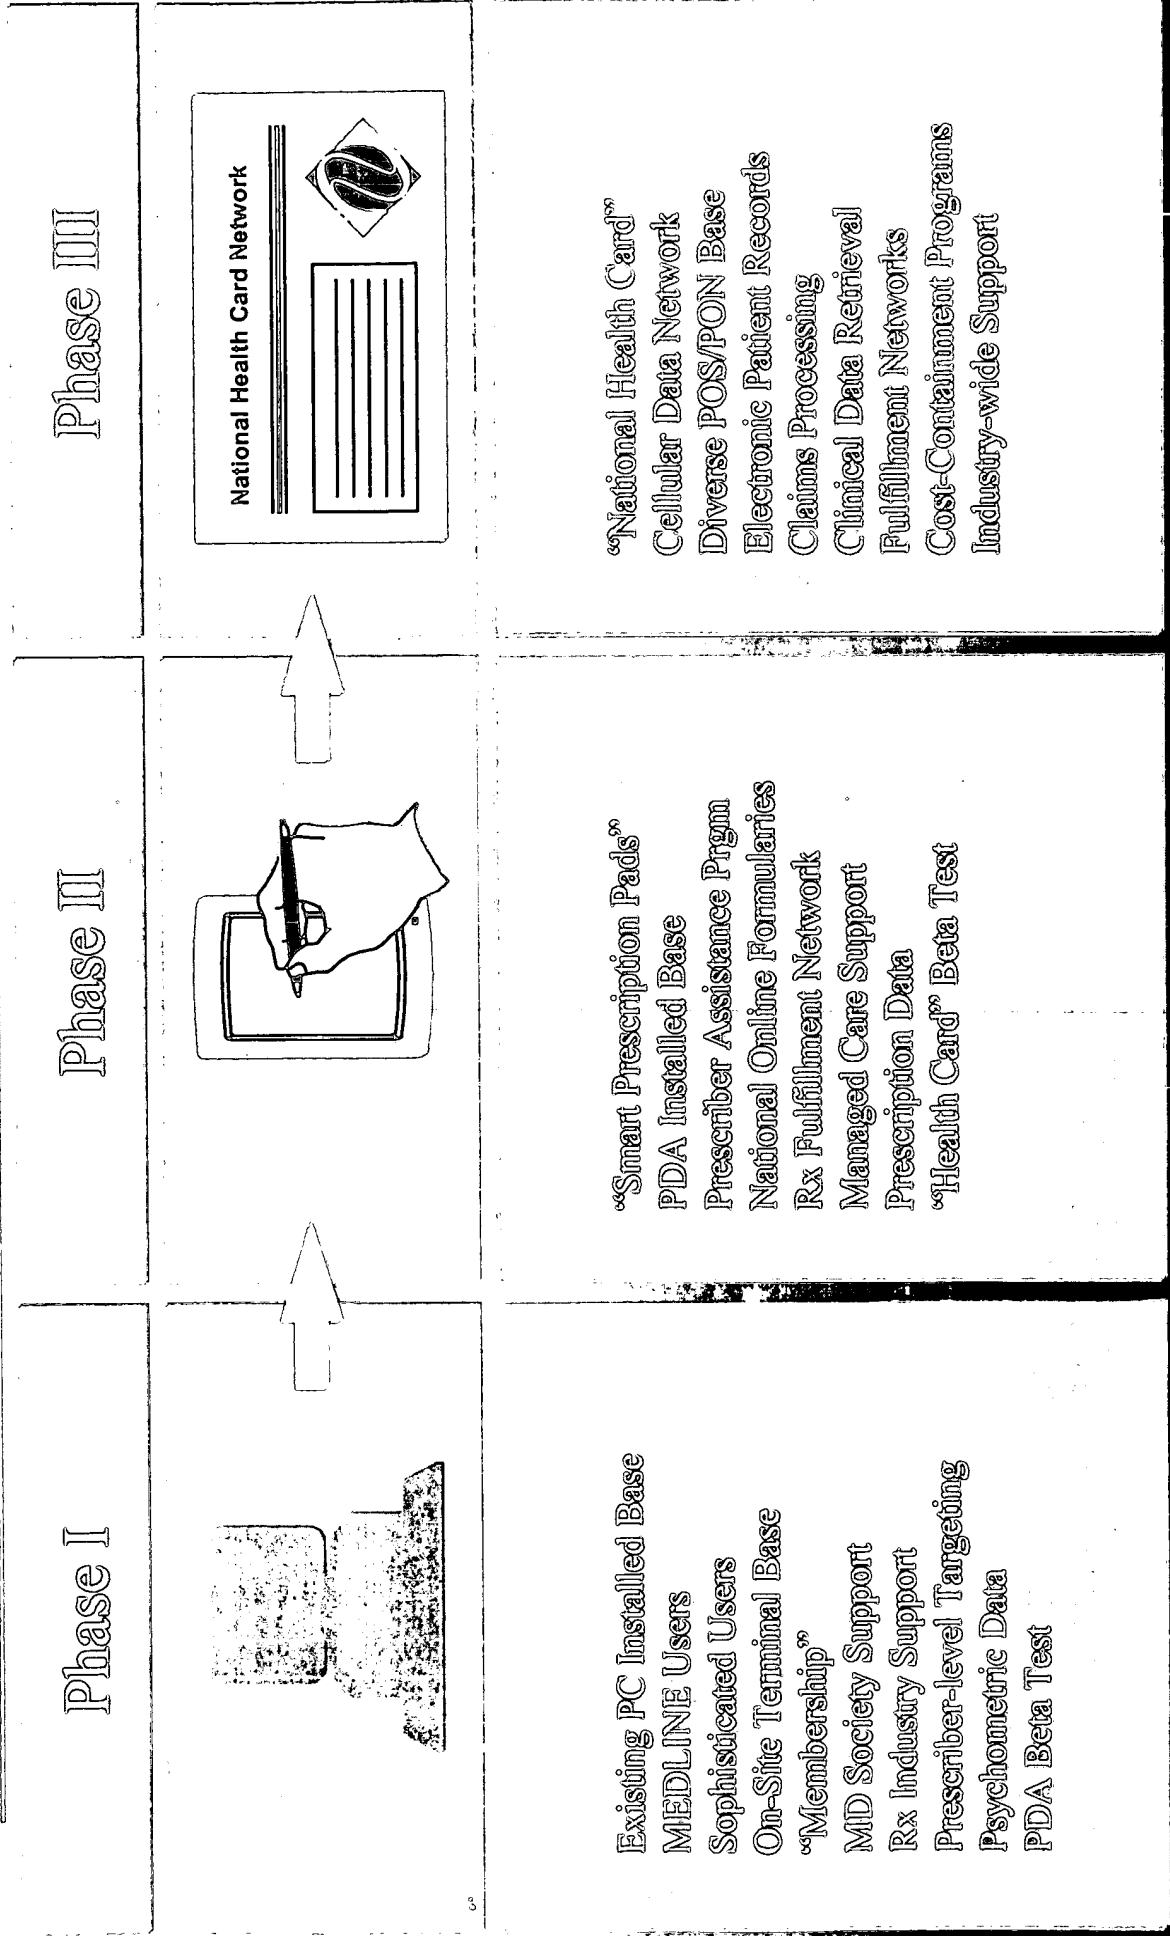 Phase I
Existing PC Installed Base
MEDLINE Users
Sophisticated Users
On-Site Terminal Base
“Membership”
MD Society Support
Rx Industry Support
Prescriber-level Targeting
Psychometric Data
PDA Beta Test
Phase II
“Smart Prescription Pads”
PDA Installed Base
Prescriber Assistance Prgm
National Online Formularies
Rx Fulfillment Network
Managed Care Support
Prescription Data
“Health Card” Beta Test
Phase III
National Health Card Network
“National Health Card”
Cellular Data Network
Diverse POS/PON Base
Electronic Patient Records
Claims Processing
Clinical Data Retrieval
Fulfillment Networks
Cost-Containment Programs
Industry-wide Support